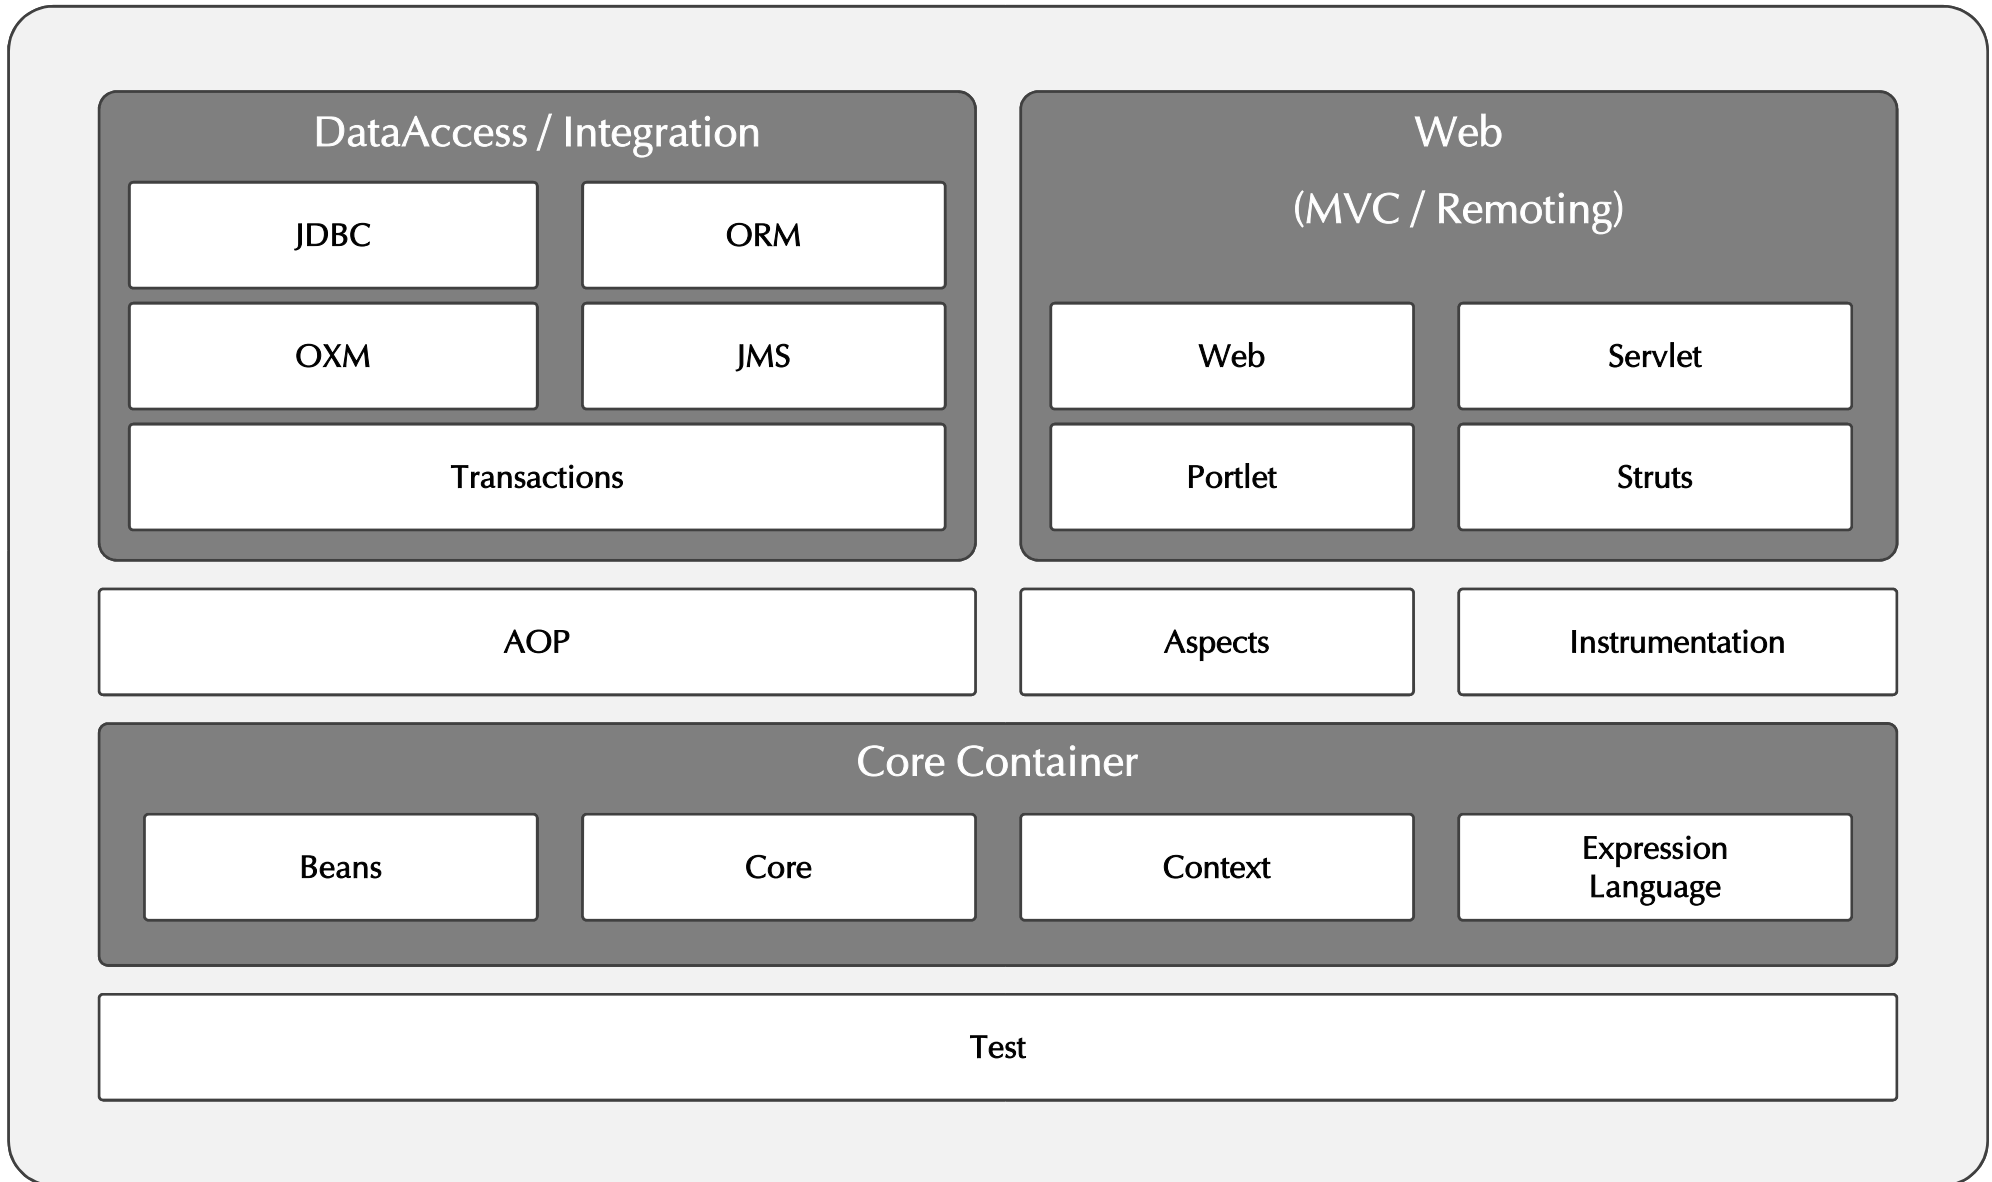 DataAccess / Integration
JDBC
ORM
OXM
JMS
Transactions
Web
(MVC / Remoting)
Web
Servlet
Portlet
Struts
AOP
Aspects
Instrumentation
Core Container
Beans
Core
Context
Expression
Language
Test